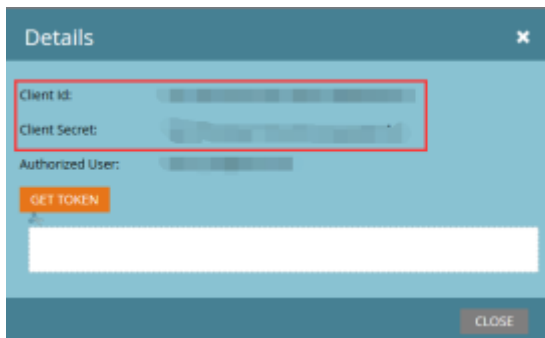 Details
Client Id:
Client Secret:
Authorized User:
GET TOKEN
CLOSE